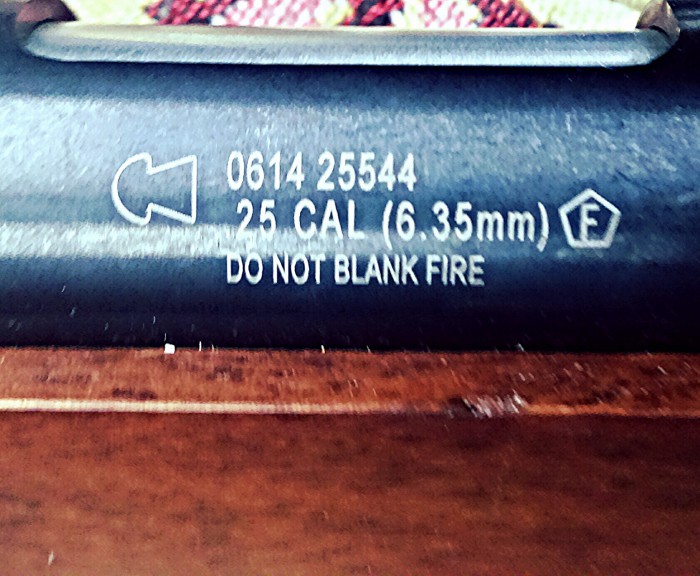 0614 25544
25 CAL (6.35mm) F
DO NOT BLANK FIRE